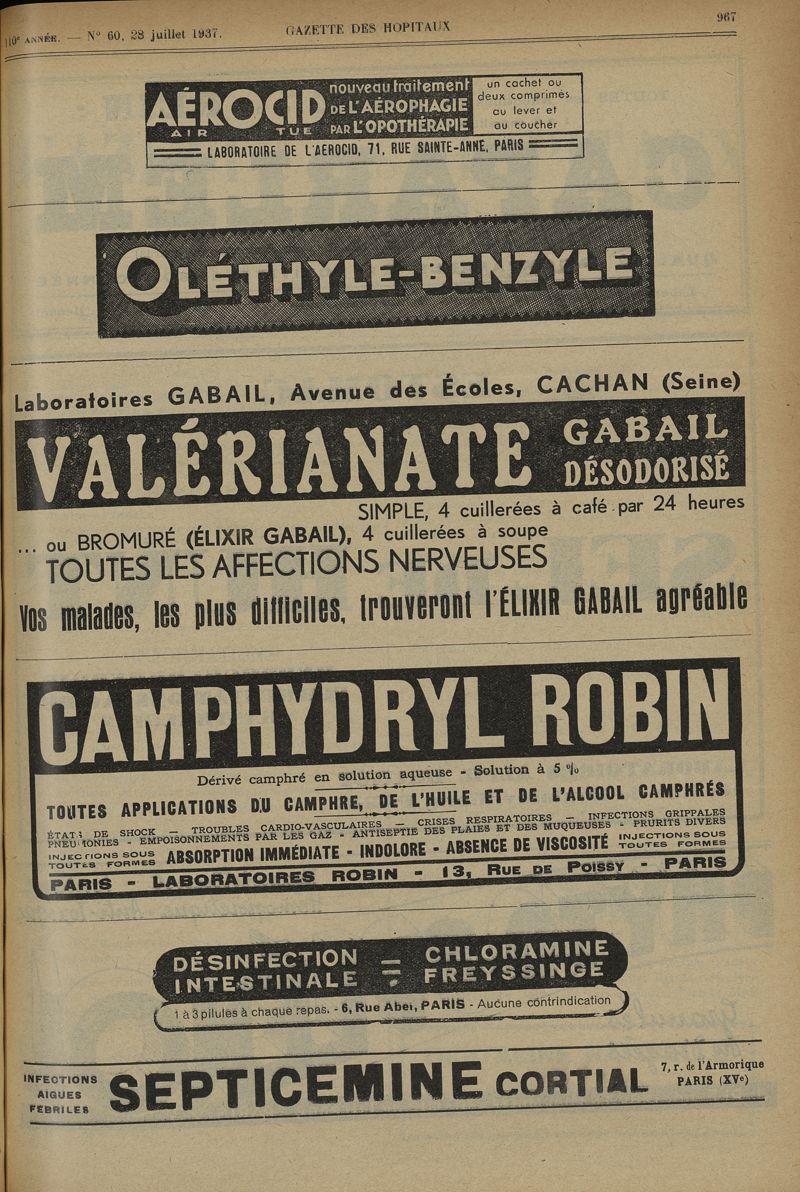 110e ANNÉE. — N° 60, 28 juillet 1937.
GAZETTE DES HOPITAUX
967
AÉROCID
AIR TUE
nouveau traitement
DE L'AÉROPHAGIE
PAR L'OPOTHÉRAPIE
un cachet ou
deux comprimés
au lever et
au coucher
LABORATOIRE DE L'AEROCID, 71, RUE SAINTE-ANNE, PARIS
OLÉTHYLE-BENZYLE
Laboratoires GABAIL, Avenue des Écoles, CACHAN (Seine)
VALÉRIANATE
GABAIL
DÉSODORISÉ
SIMPLE, 4 cuillerées à café par 24 heures
... ou BROMURÉ (ÉLIXIR GABAIL), 4 cuillerées à soupe
TOUTES LES AFFECTIONS NERVEUSES
Vos malades, les plus difficiles, trouveront l'ÉLIXIR GABAIL agréable
CAMPHYDRYL ROBIN
Dérivé camphré en solution aqueuse - Solution à 5 %
TOUTES APPLICATIONS DU CAMPHRE, DE L'HUILE ET DE L'ALCOOL CAMPHRÉS
ÉTATS DE SHOCK — TROUBLES CARDIO-VASCULAIRES — CRISES RESPIRATOIRES — INFECTIONS GRIPPALES
PNEUMONIES - EMPOISONNEMENTS PAR LES GAZ - ANTISEPTIE DES PLAIES ET DES MUQUEUSES - PRURITS DIVERS
INJECTIONS SOUS
TOUTES FORMES
ABSORPTION IMMÉDIATE - INDOLORE - ABSENCE DE VISCOSITÉ
INJECTIONS SOUS
TOUTES FORMES
PARIS - LABORATOIRES ROBIN - 13, RUE DE POISSY - PARIS
DÉSINFECTION
INTESTINALE
=
CHLORAMINE
FREYSSINGE
1 à 3 pilules à chaque repas. - 6, Rue Abel, PARIS - Aucune contrindication
INFECTIONS
AIGUES
FÉBRILES
SEPTICEMINE CORTIAL
7, r. de l'Armorique
PARIS (XVe)